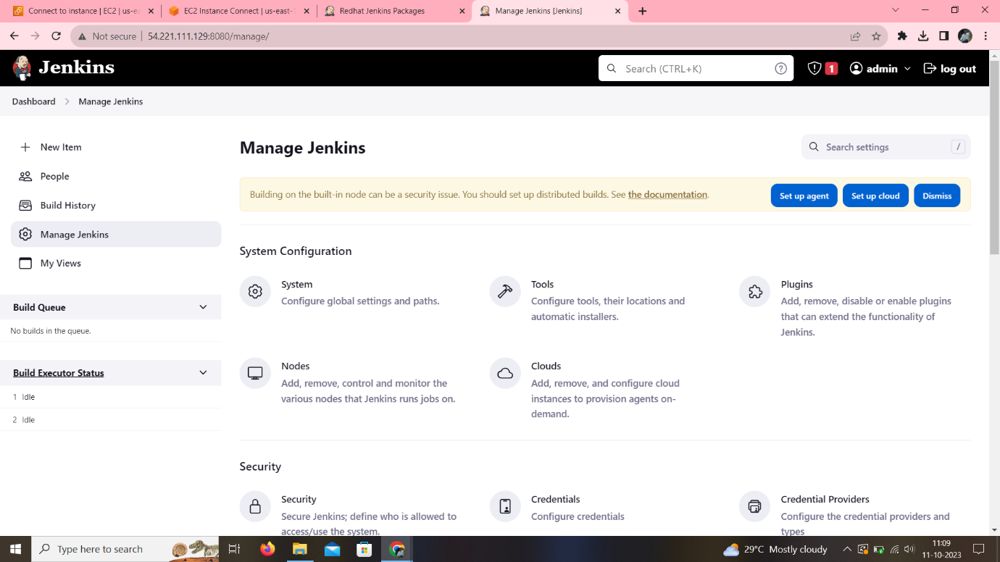 Connect to instance | EC2 | us-ea
EC2 Instance Connect | us-east-1
Redhat Jenkins Packages
Manage Jenkins [Jenkins]
Not secure
54.221.111.129:8080/manage/
Jenkins
Search (CTRL+K)
1
admin
log out
Dashboard
Manage Jenkins
New Item
People
Build History
Manage Jenkins
My Views
Build Queue
No builds in the queue.
Build Executor Status
1 Idle
2 Idle
Manage Jenkins
Search settings
/
Building on the built-in node can be a security issue. You should set up distributed builds. See the documentation.
Set up agent
Set up cloud
Dismiss
System Configuration
System
Configure global settings and paths.
Tools
Configure tools, their locations and
automatic installers.
Plugins
Add, remove, disable or enable plugins
that can extend the functionality of
Jenkins.
Nodes
Add, remove, control and monitor the
various nodes that Jenkins runs jobs on.
Clouds
Add, remove, and configure cloud
instances to provision agents on-
demand.
Security
Security
Secure Jenkins; define who is allowed to
access/use the system.
Credentials
Configure credentials
Credential Providers
Configure the credential providers and
types
Type here to search
29°C Mostly cloudy
11:09
11-10-2023